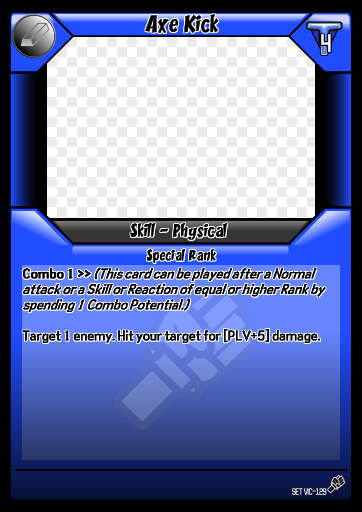 Axe Kick
4
Skill - Physical
Special Rank
Combo 1 >> (This card can be played after a Normal
attack or a Skill or Reaction of equal or higher Rank by
spending 1 Combo Potential.)
Target 1 enemy. Hit your target for [PLV+5] damage.
SET VIC-129